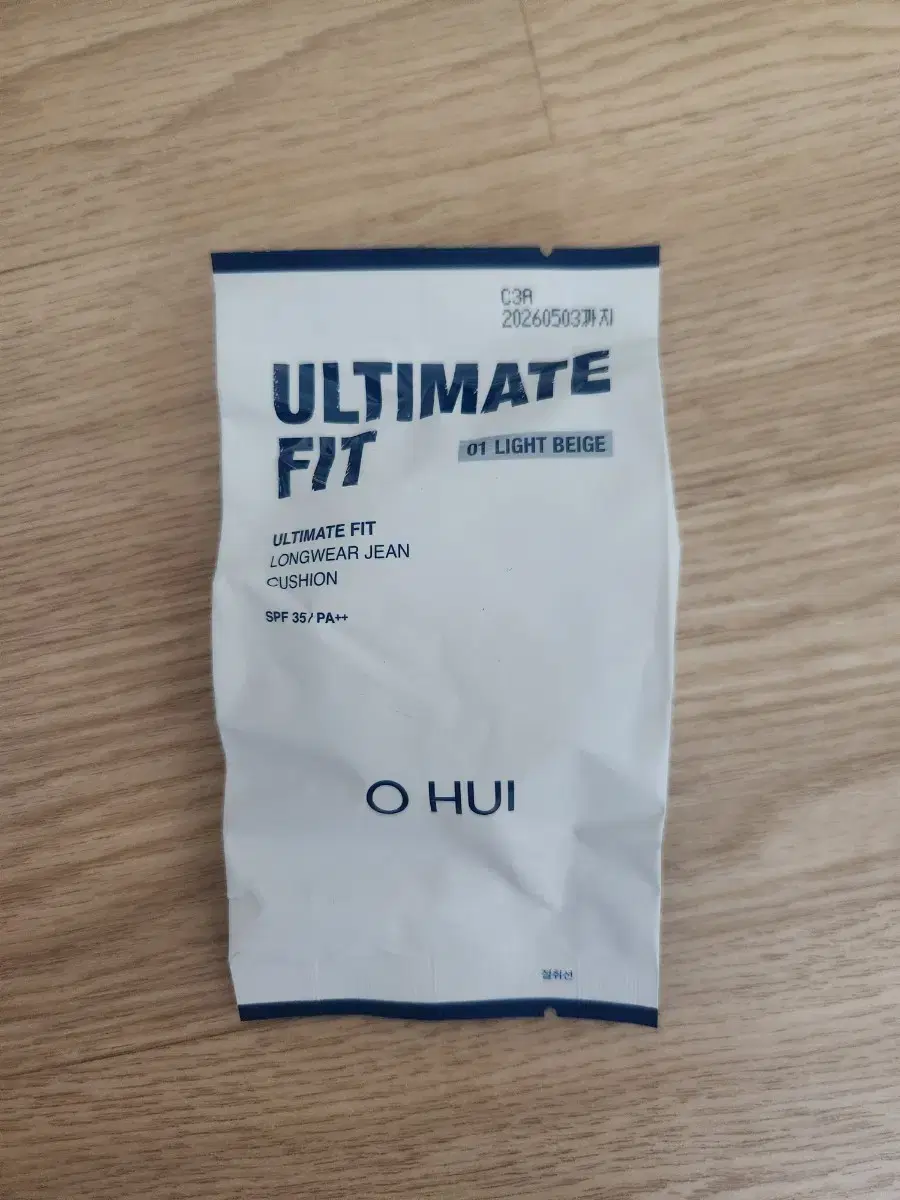 C3A
20260503까지
ULTIMATE
FIT
01 LIGHT BEIGE
ULTIMATE FIT
LONGWEAR JEAN
CUSHION
SPF 35/ PA++
O HUI
절취선